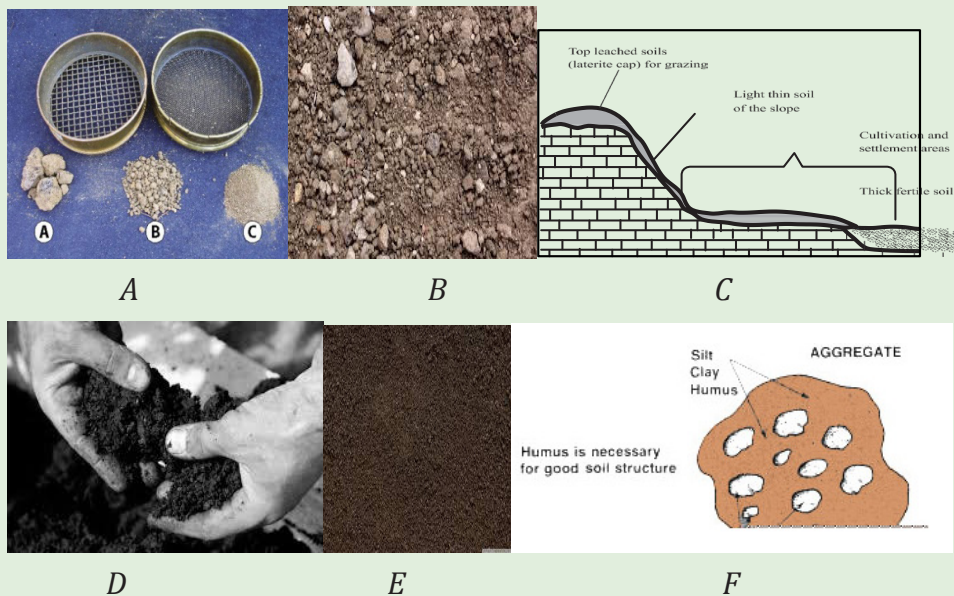 A
B
C
Top leached soils
(laterite cap) for grazing
Light thin soil
of the slope
Cultivation and
settlement areas
Thick fertile soil
A
B
C
Silt
Clay
Humus
AGGREGATE
Humus is necessary
for good soil structure
D
E
F